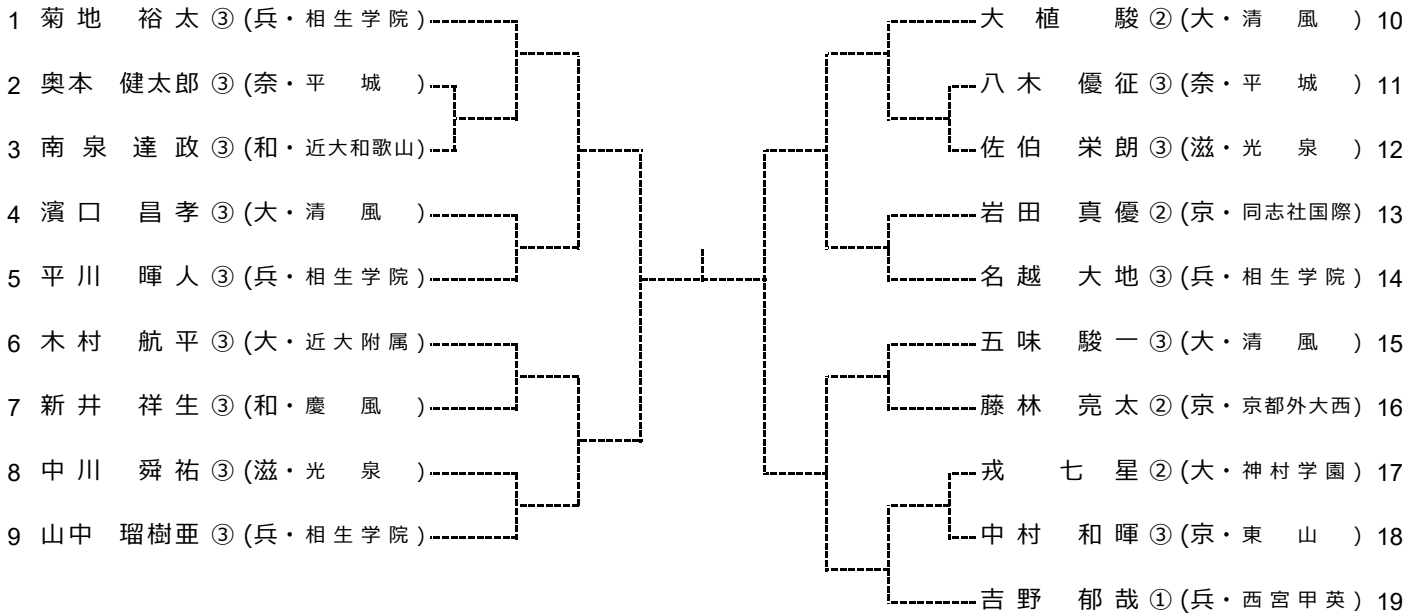 1 菊地 裕太 ③ (兵・相生学院)
2 奥本 健太郎 ③ (奈・平城)
3 南泉 達政 ③ (和・近大和歌山)
4 濱口 昌孝 ③ (大・清風)
5 平川 暉人 ③ (兵・相生学院)
6 木村 航平 ③ (大・近大附属)
7 新井 祥生 ③ (和・慶風)
8 中川 舜祐 ③ (滋・光泉)
9 山中 瑠樹亜 ③ (兵・相生学院)
大植 駿 ② (大・清風) 10
八木 優征 ③ (奈・平城) 11
佐伯 栄朗 ③ (滋・光泉) 12
岩田 真優 ② (京・同志社国際) 13
名越 大地 ③ (兵・相生学院) 14
五味 駿一 ③ (大・清風) 15
藤林 亮太 ② (京・京都外大西) 16
戎 七星 ② (大・神村学園) 17
中村 和暉 ③ (京・東山) 18
吉野 郁哉 ① (兵・西宮甲英) 19